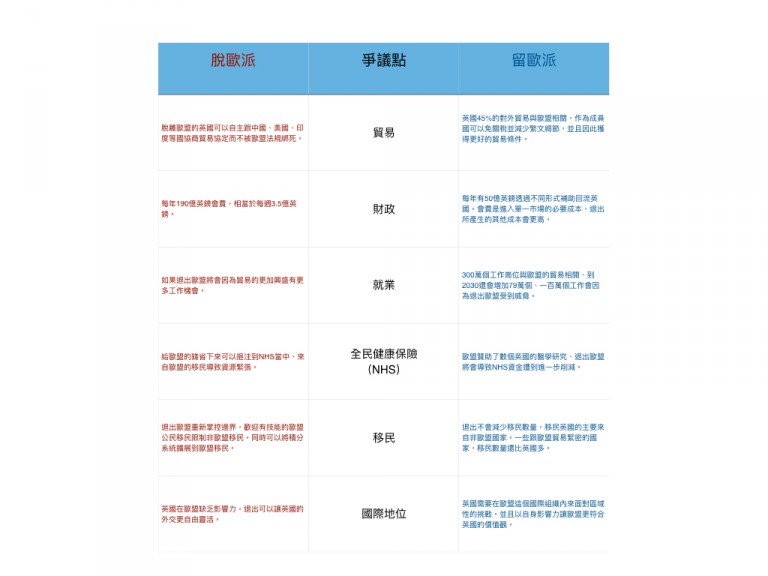 脫歐派
爭議點
留歐派
脫離歐盟的英國可以自主跟中國、美國、印
度等國協商貿易協定而不被歐盟法規綁死。
貿易
英國45%的對外貿易與歐盟相關，作為成員
國可以免關稅並減少繁文縟節，並且因此獲
得更好的貿易條件。
每年190億英鎊會費，相當於每週3.5億英
鎊。
財政
每年有50億英鎊透過不同形式補助回流英
國。會費是進入單一市場的必要成本，退出
所產生的其他成本會更高。
如果退出歐盟將會因為貿易的更加興盛有更
多工作機會。
就業
300萬個工作崗位與歐盟的貿易相關、到
2030還會增加79萬個、一百萬個工作會因
為退出歐盟受到威脅。
給歐盟的錢省下來可以挹注到NHS當中、來
自歐盟的移民導致資源緊張。
全民健康保險
（NHS）
歐盟贊助了數個英國的醫學研究、退出歐盟
將會導致NHS資金遭到進一步削減。
退出歐盟重新掌控邊界，歡迎有技能的歐盟
公民移民限制非歐盟移民。同時可以將積分
系統擴展到歐盟移民。
移民
退出不會減少移民數量，移民英國的主要來
自非歐盟國家。一些跟歐盟貿易緊密的國
家，移民數量還比英國多。
英國在歐盟缺乏影響力，退出可以讓英國的
外交更自由靈活。
國際地位
英國需要在歐盟這個國際組織內來面對區域
性的挑戰、並且以自身影響力讓歐盟更符合
英國的價值觀。